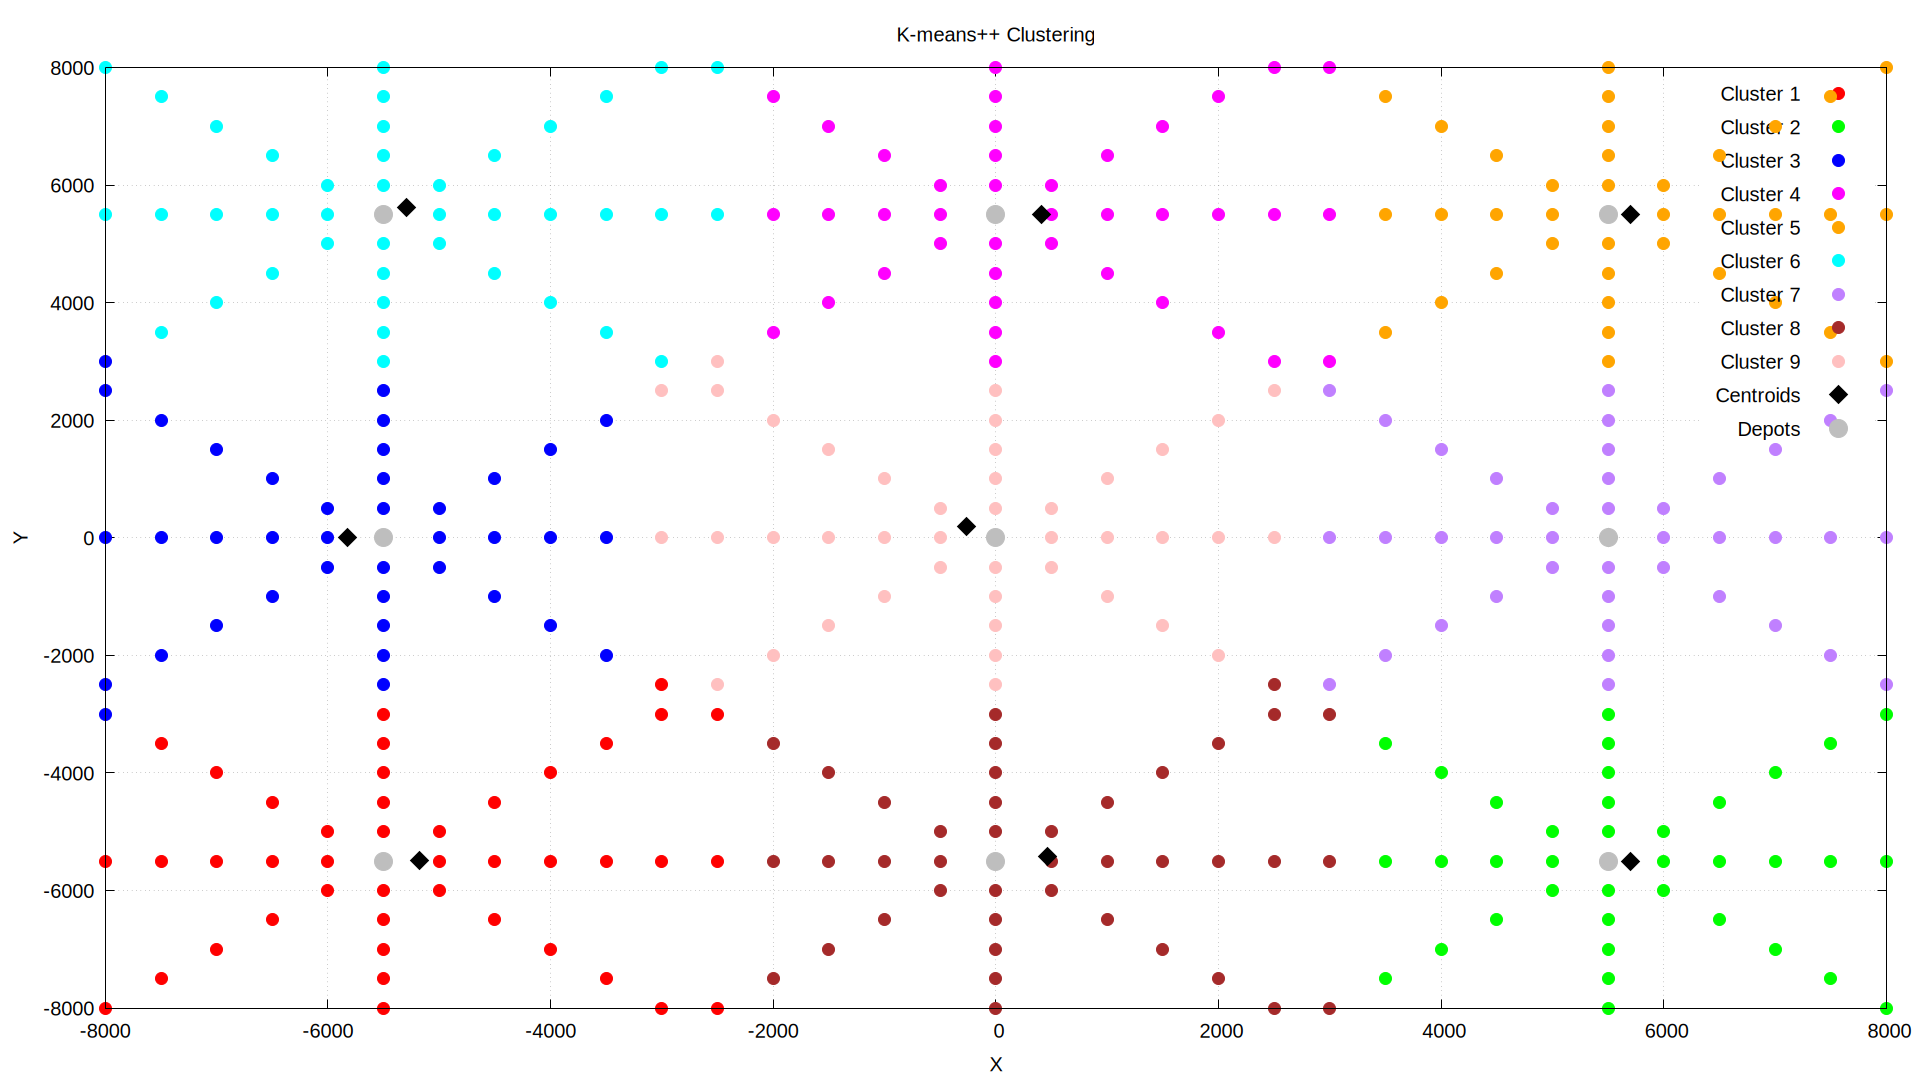 K-means++ Clustering
8000
6000
4000
2000
0
-2000
-4000
-6000
-8000
Y
Cluster 1
Cluster 2
Cluster 3
Cluster 4
Cluster 5
Cluster 6
Cluster 7
Cluster 8
Cluster 9
Centroids
Depots
-8000 -6000 -4000 -2000 0 2000 4000 6000 8000
X